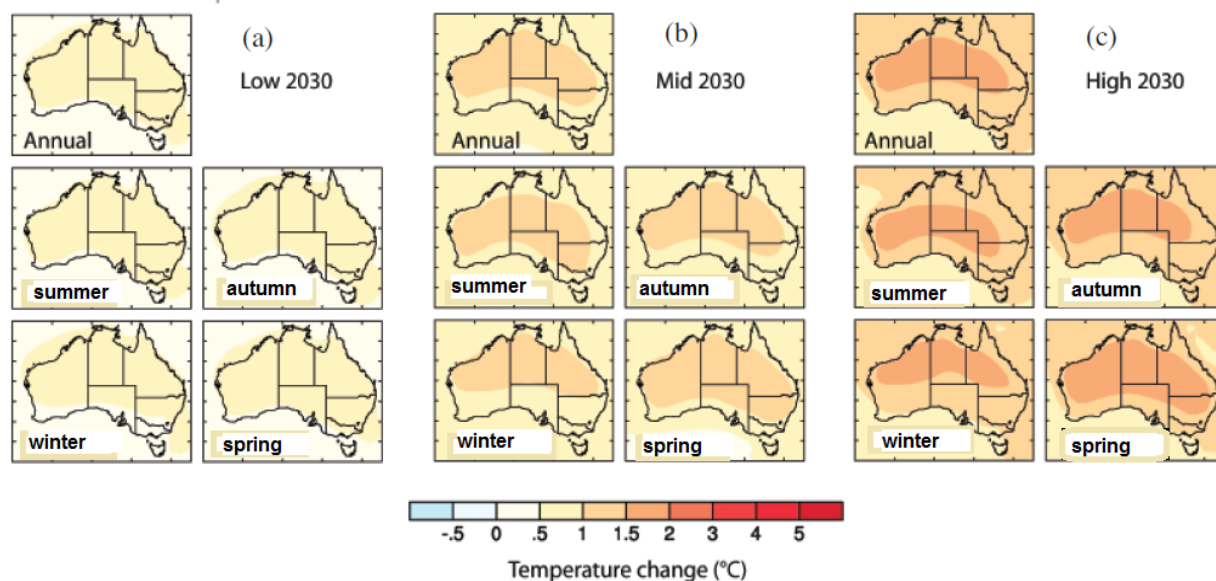 (a)
Low 2030
Annual
summer
autumn
winter
spring
(b)
Mid 2030
Annual
summer
autumn
winter
spring
(c)
High 2030
Annual
summer
autumn
winter
spring
-.5 0 .5 1 1.5 2 3 4 5
Temperature change (°C)